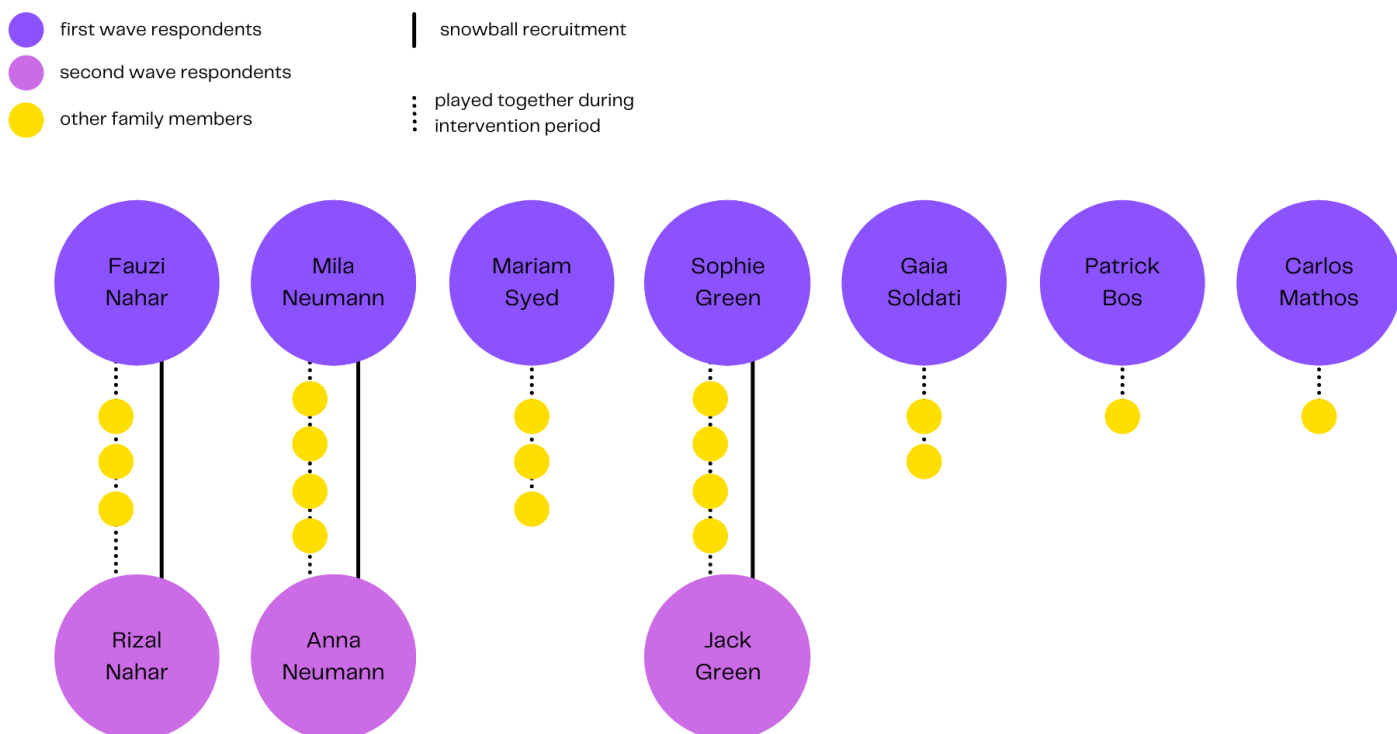 first wave respondents
snowball recruitment
second wave respondents
other family members
played together during
intervention period
Fauzi
Nahar
Mila
Neumann
Mariam
Syed
Sophie
Green
Gaia
Soldati
Patrick
Bos
Carlos
Mathos
Rizal
Nahar
Anna
Neumann
Jack
Green